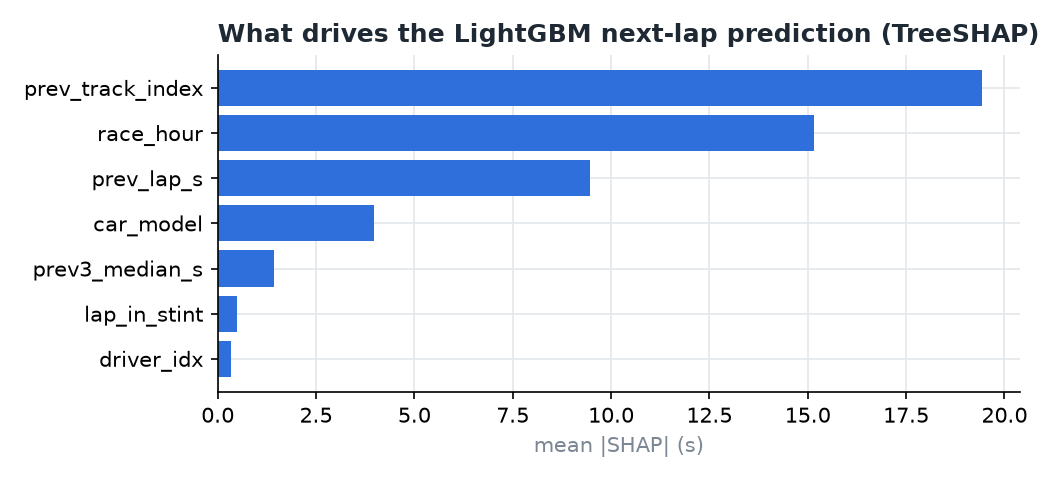 What drives the LightGBM next-lap prediction (TreeSHAP)
prev_track_index
race_hour
prev_lap_s
car_model
prev3_median_s
lap_in_stint
driver_idx
0.0 2.5 5.0 7.5 10.0 12.5 15.0 17.5 20.0
mean |SHAP| (s)